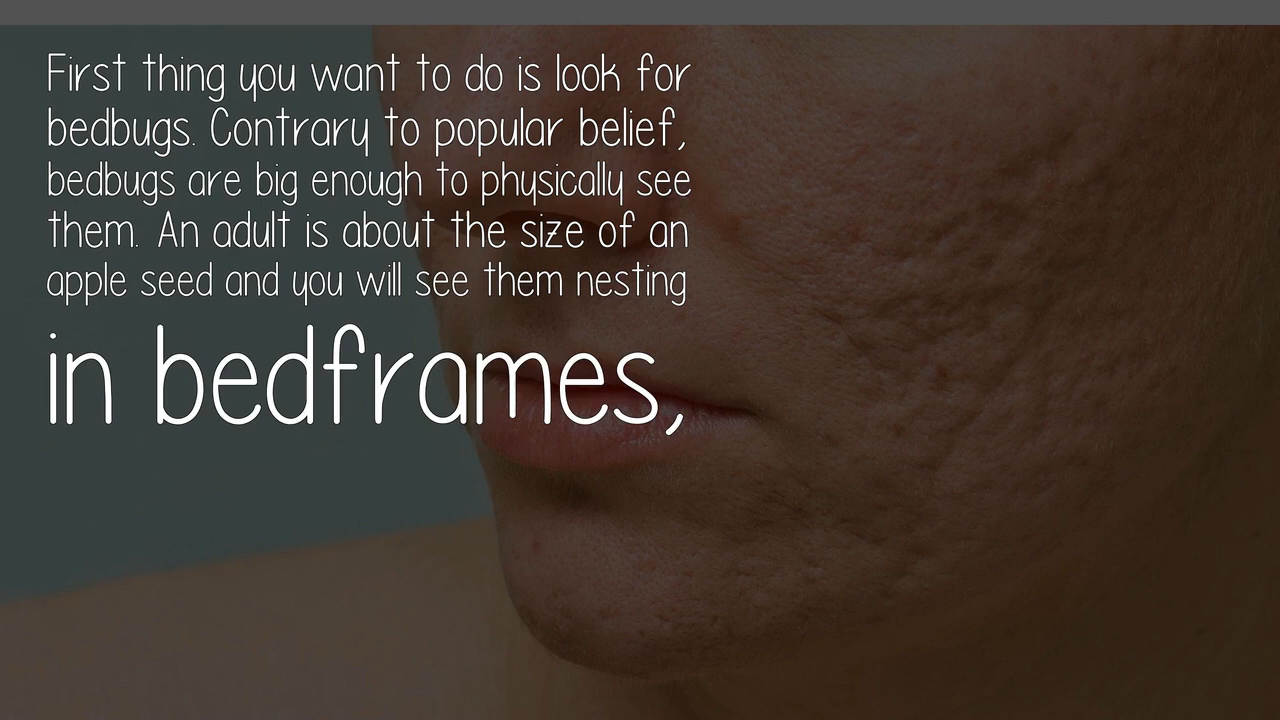 First thing you want to do is look for
bedbugs. Contrary to popular belief,
bedbugs are big enough to physically see
them. An adult is about the size of an
apple seed and you will see them nesting
in bedframes,